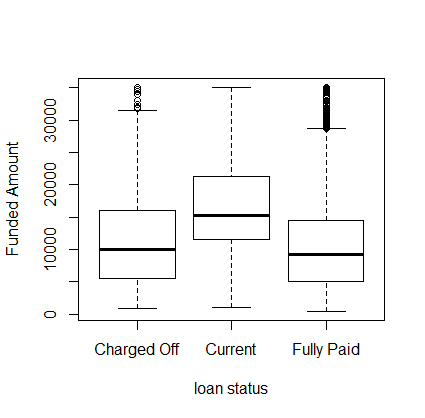 Funded Amount
30000
20000
10000
0
Charged Off Current Fully Paid
loan status